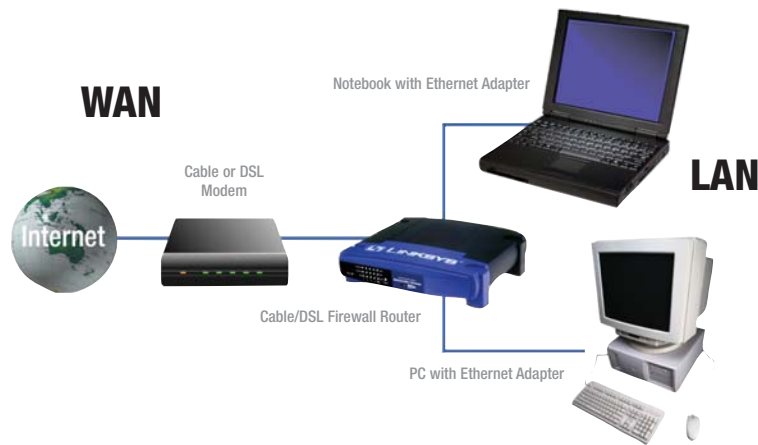 WAN
Notebook with Ethernet Adapter
LAN
Cable or DSL
Modem
Internet
LINKSYS
Cable/DSL Firewall Router
PC with Ethernet Adapter